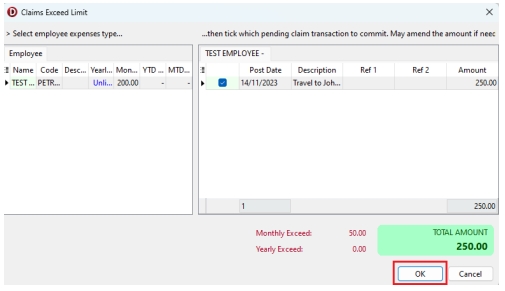 Claims Exceed Limit
> Select employee expenses type...
...then tick which pending claim transaction to commit. May amend the amount if need
Employee
TEST EMPLOYEE -
Name Code Desc... Yearl... Mon... YTD ... MTD...
Post Date Description Ref 1 Ref 2 Amount
TEST ... PETR... Unli... 200.00 - -
14/11/2023 Travel to Joh... 250.00
1 250.00
Monthly Exceed: 50.00
TOTAL AMOUNT
Yearly Exceed: 0.00
250.00
OK Cancel